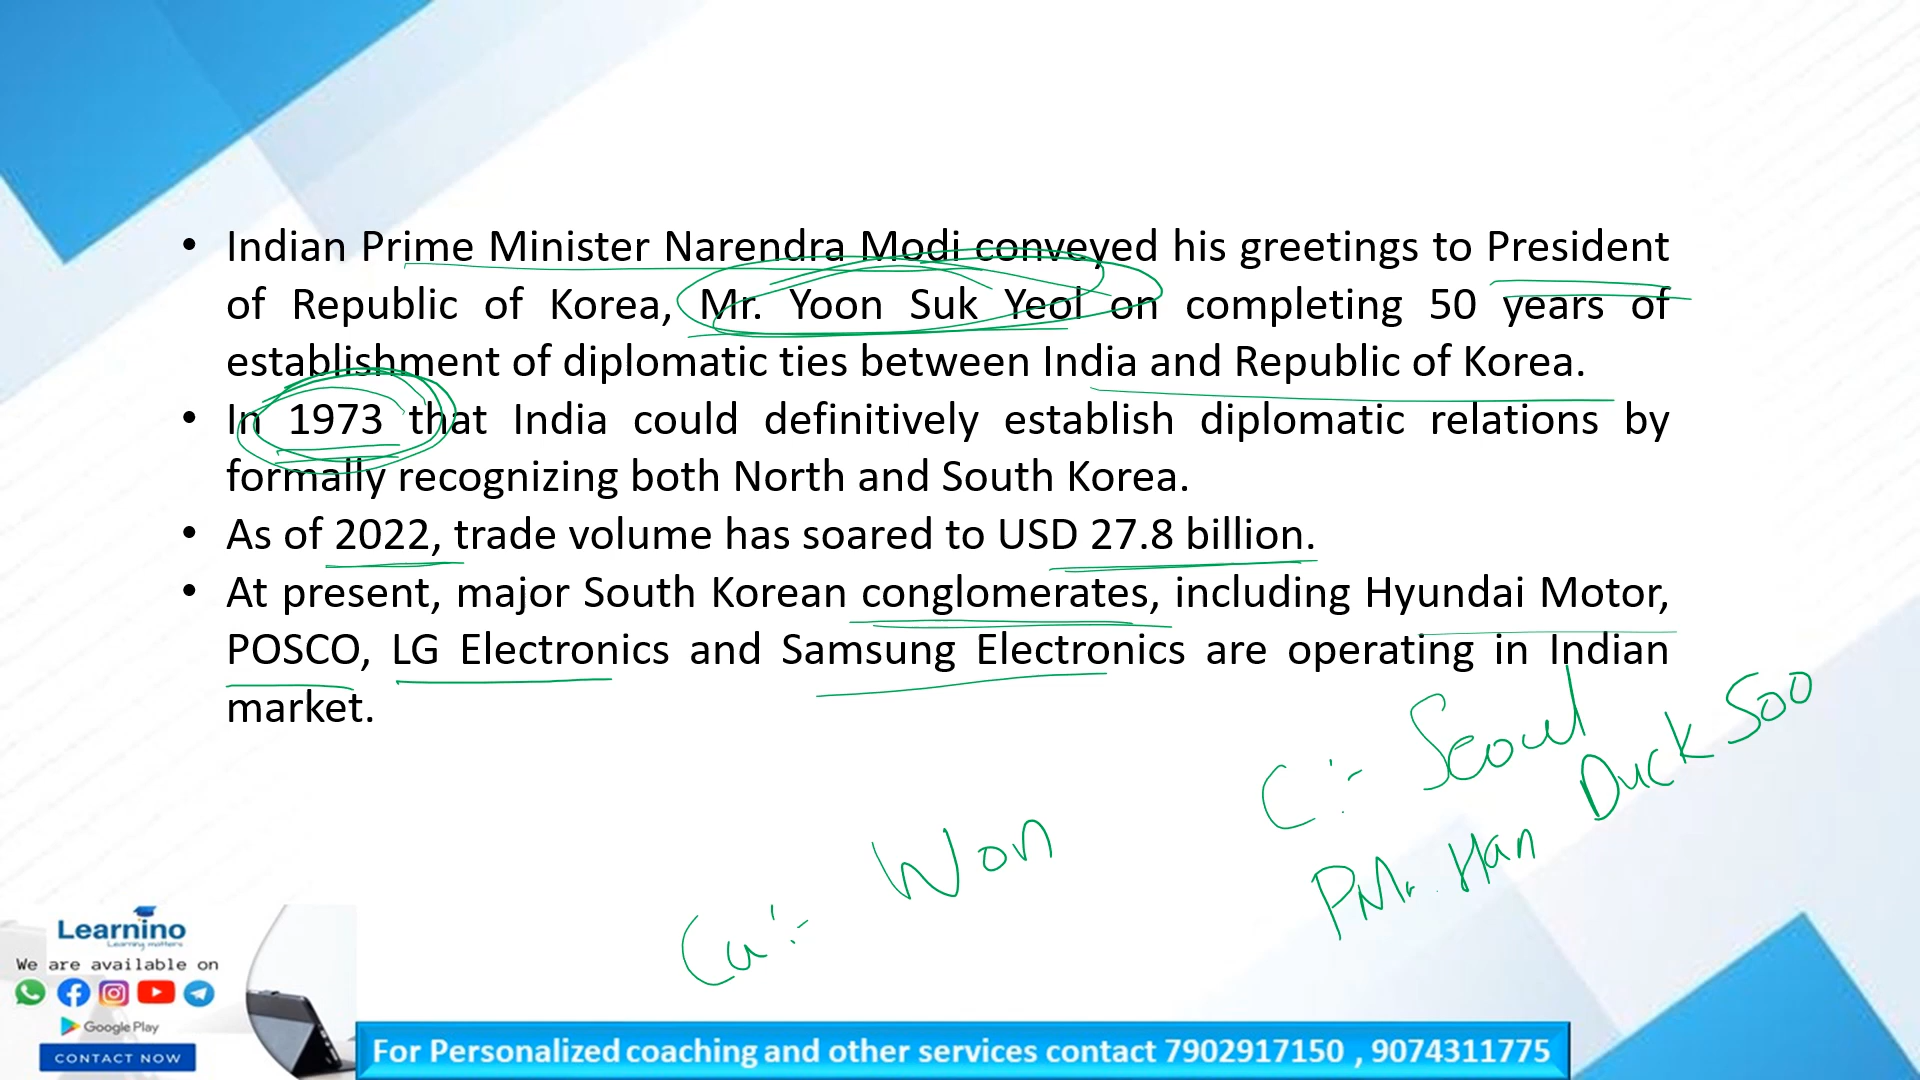 • Indian Prime Minister Narendra Modi conveyed his greetings to President
of Republic of Korea, Mr. Yoon Suk Yeol on completing 50 years of
establishment of diplomatic ties between India and Republic of Korea.
• In 1973 that India could definitively establish diplomatic relations by
formally recognizing both North and South Korea.
• As of 2022, trade volume has soared to USD 27.8 billion.
• At present, major South Korean conglomerates, including Hyundai Motor,
POSCO, LG Electronics and Samsung Electronics are operating in Indian
market.
C:- Seoul
PM. Han Duck Soo
Cu:- Won
Learnino
Learning matters
We are available on
Google Play
CONTACT NOW
For Personalized coaching and other services contact 7902917150 , 9074311775